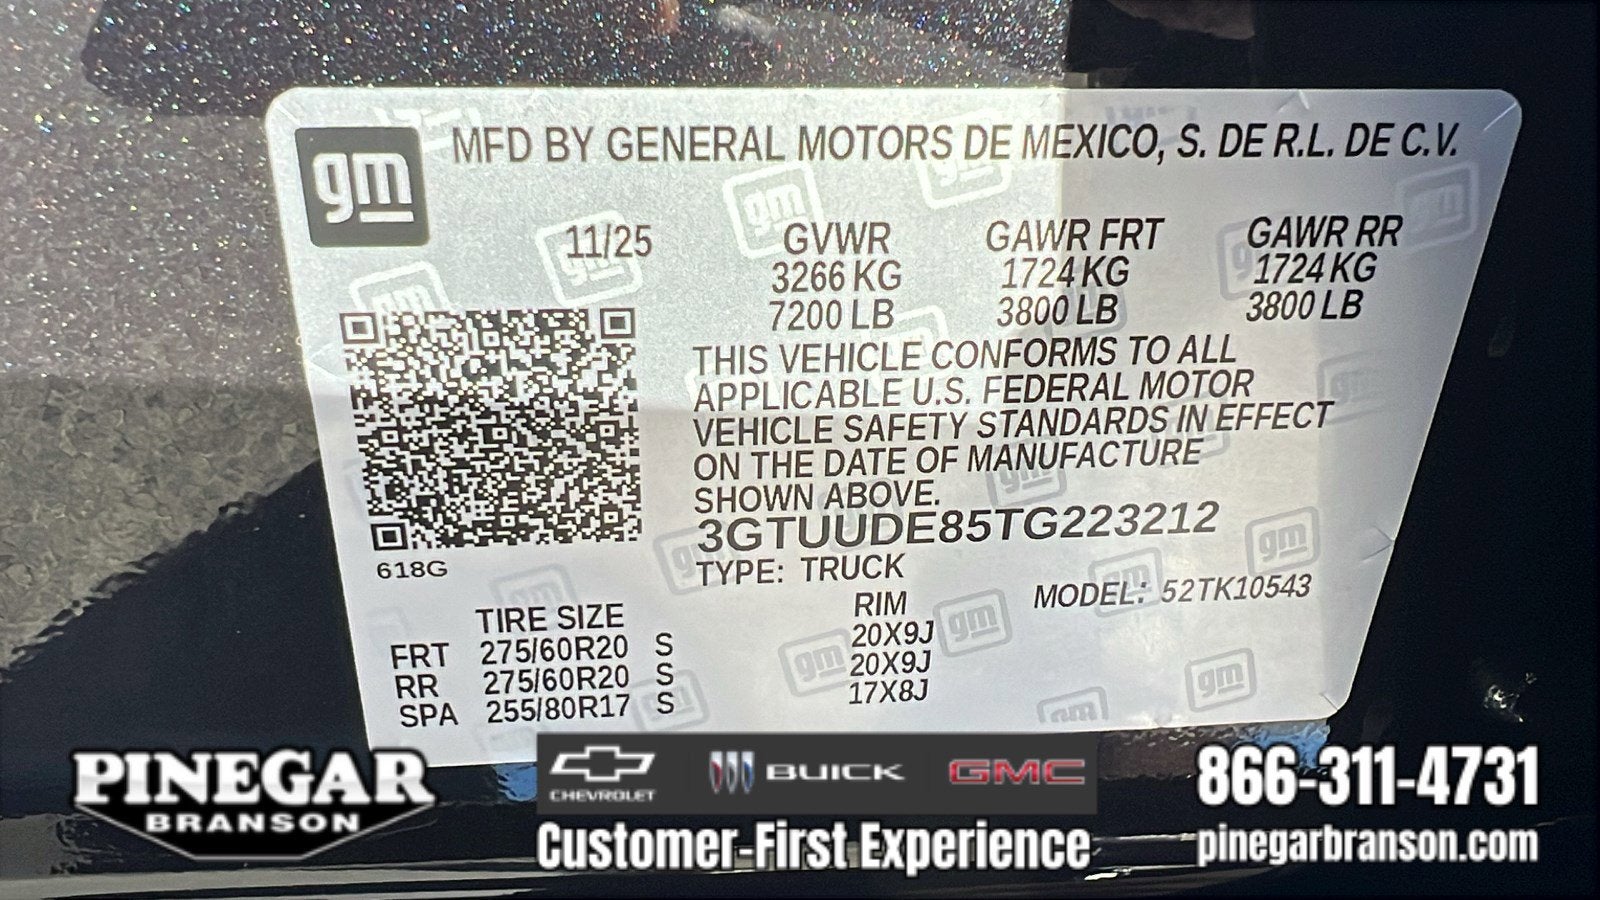 gm
MFD BY GENERAL MOTORS DE MEXICO, S. DE R.L. DE C.V.
11/25 GVWR GAWR FRT GAWR RR
3266 KG 1724 KG 1724 KG
7200 LB 3800 LB 3800 LB
THIS VEHICLE CONFORMS TO ALL
APPLICABLE U.S. FEDERAL MOTOR
VEHICLE SAFETY STANDARDS IN EFFECT
ON THE DATE OF MANUFACTURE
SHOWN ABOVE.
3GTUUDE85TG223212
618G
TYPE: TRUCK
MODEL: 52TK10543
TIRE SIZE RIM
FRT 275/60R20 S 20X9J
RR 275/60R20 S 20X9J
SPA 255/80R17 S 17X8J
PINEGAR
BRANSON
CHEVROLET
BUICK
GMC
Customer-First Experience
866-311-4731
pinegarbranson.com